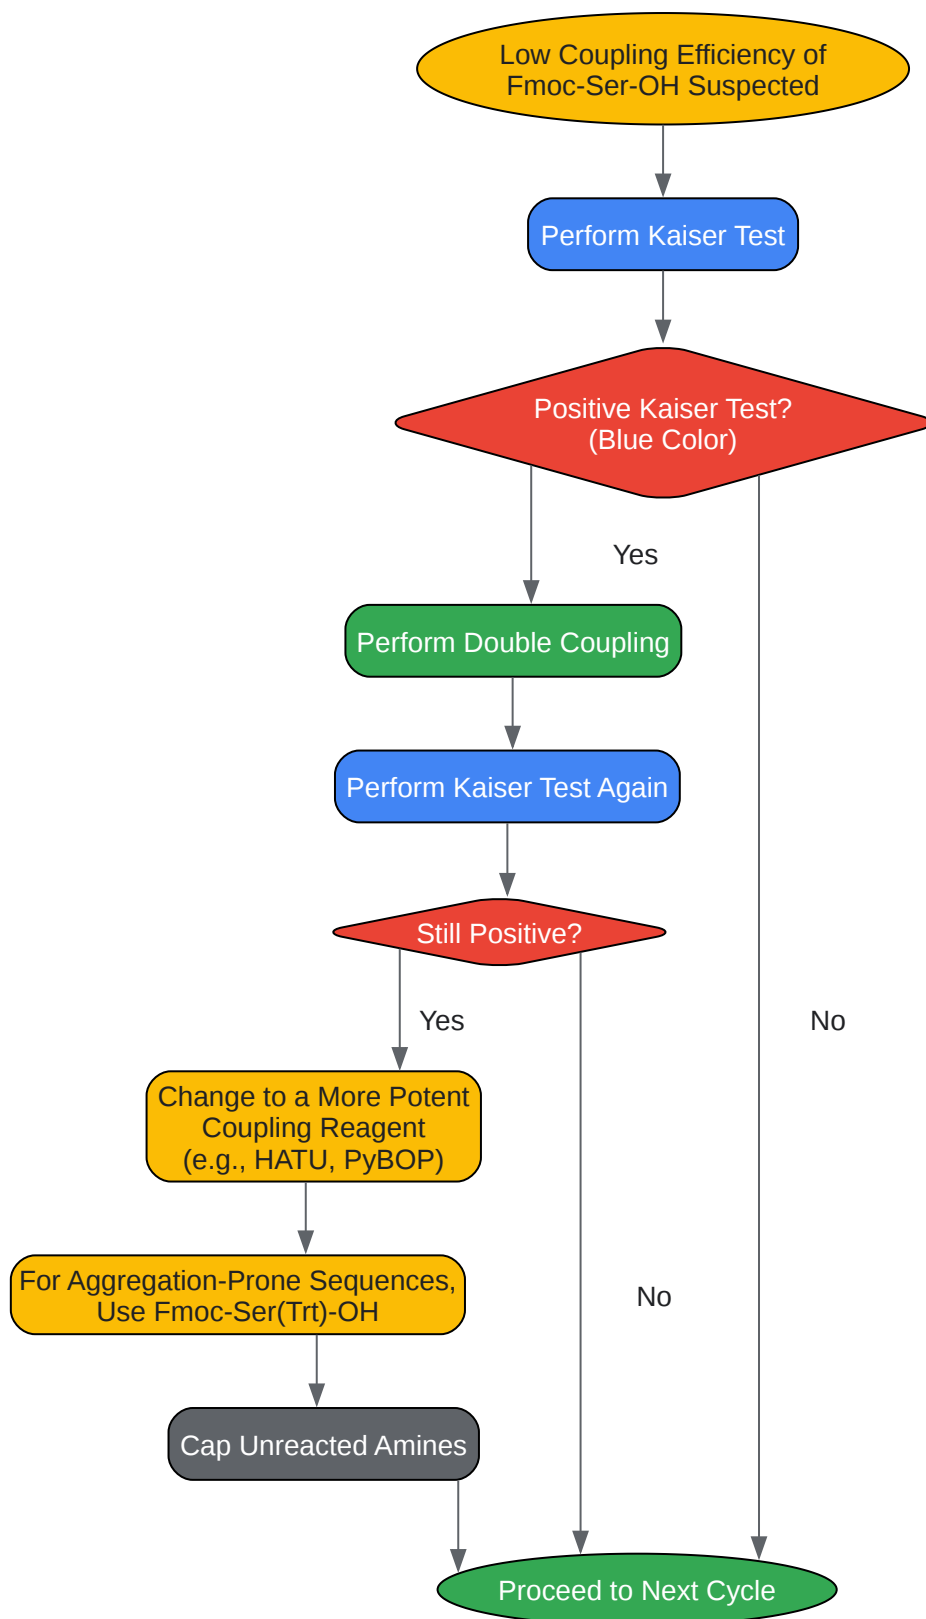 Low Coupling Efficiency of
Fmoc-Ser-OH Suspected
Perform Kaiser Test
Positive Kaiser Test?
(Blue Color)
Yes
Perform Double Coupling
Perform Kaiser Test Again
Still Positive?
Yes
No
Change to a More Potent
Coupling Reagent
(e.g., HATU, PyBOP)
For Aggregation-Prone Sequences,
Use Fmoc-Ser(Trt)-OH
No
Cap Unreacted Amines
Proceed to Next Cycle